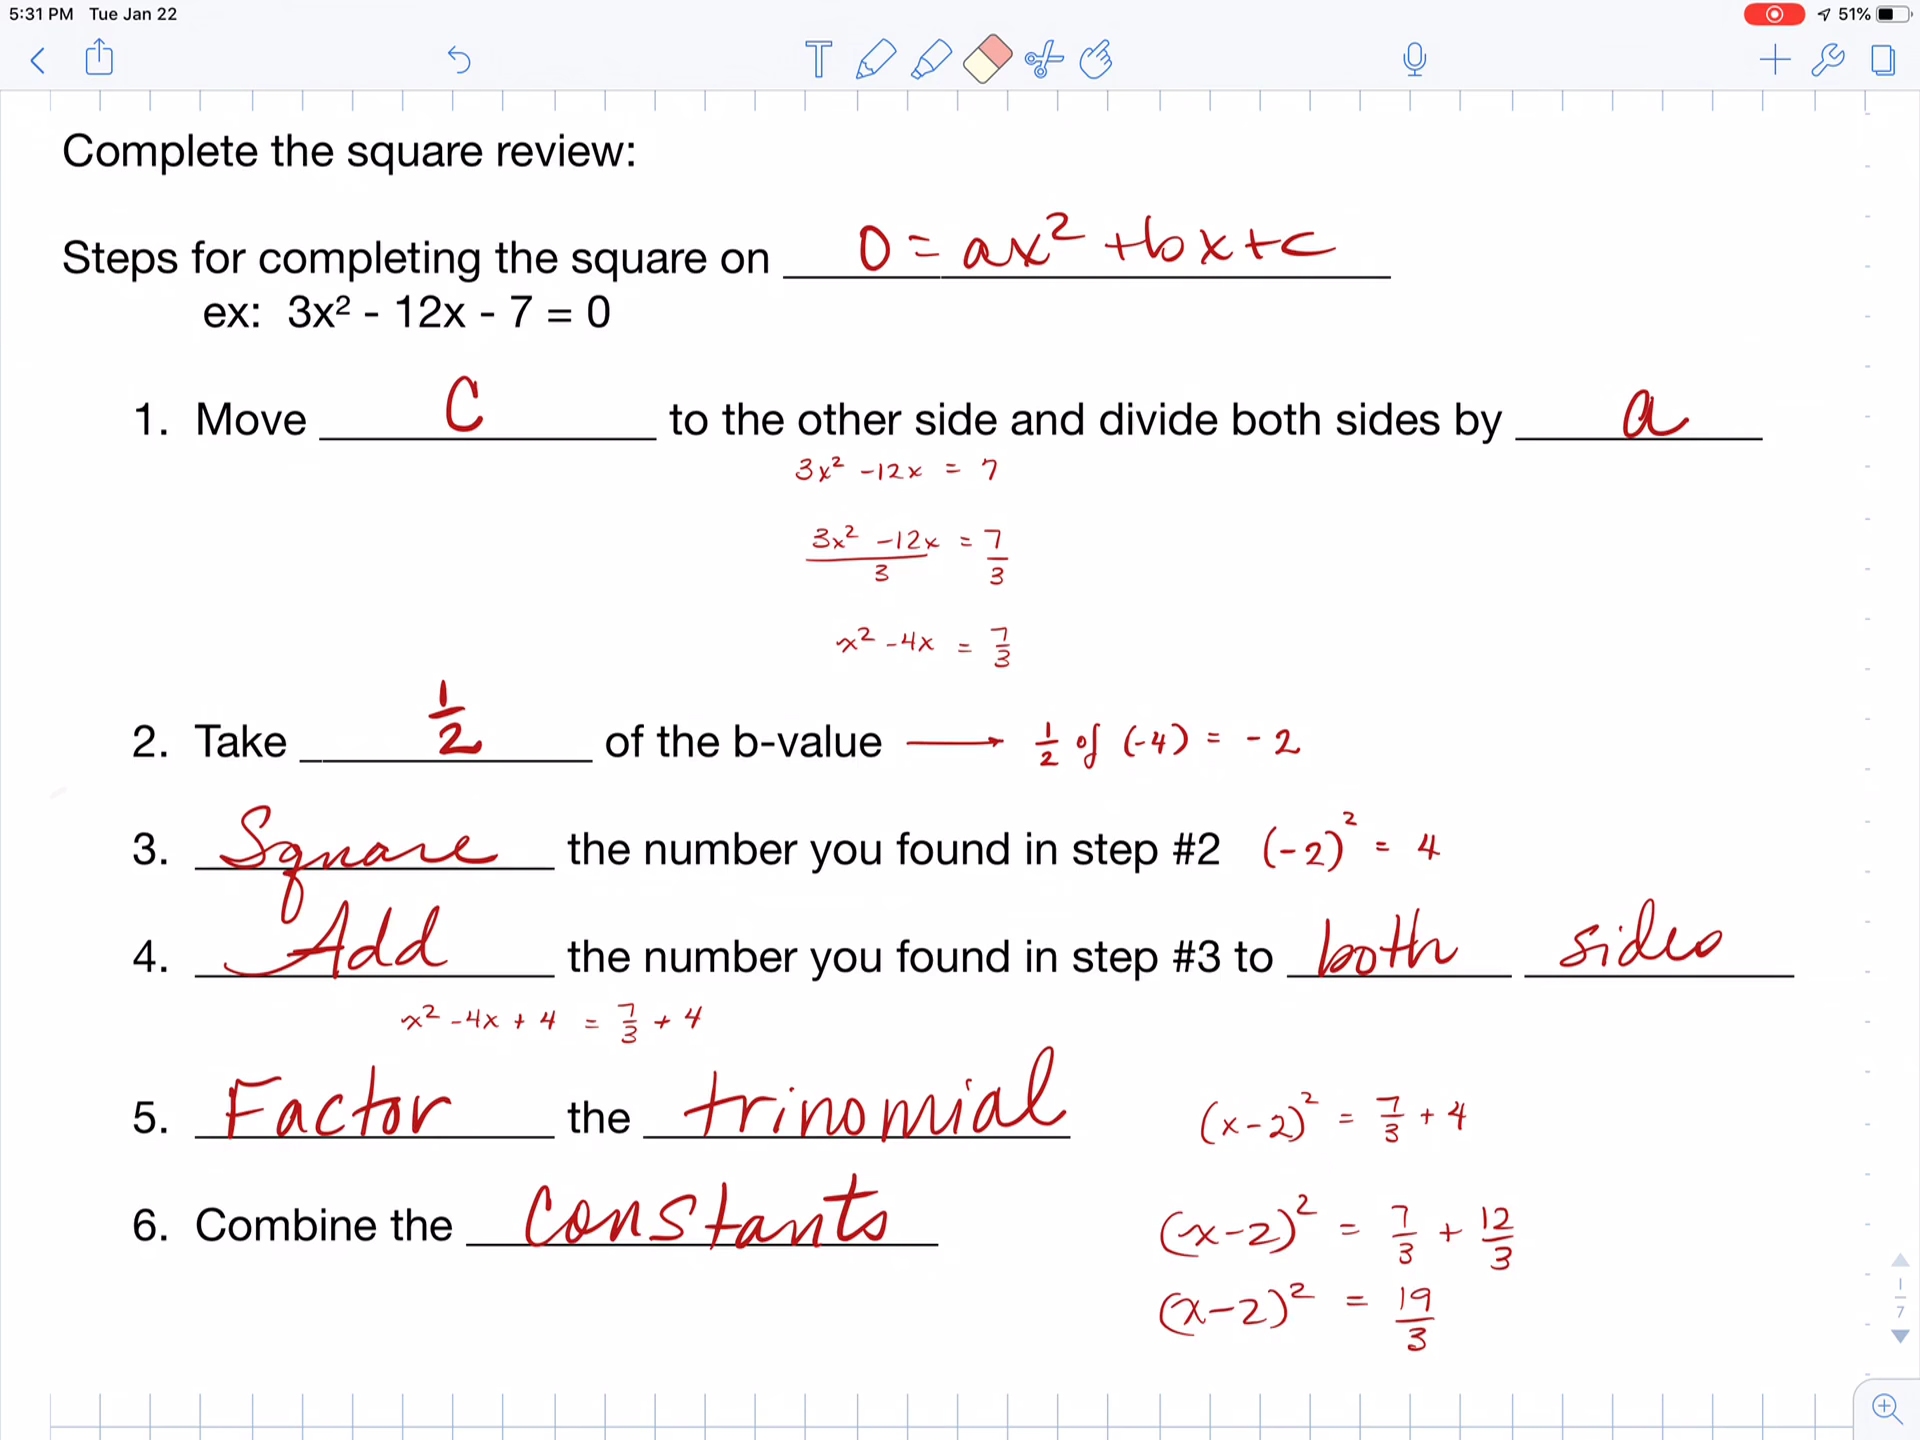 5:31 PM Tue Jan 22 51%
Complete the square review:
Steps for completing the square on 0 = ax² + bx + c
ex: 3x² - 12x - 7 = 0
1. Move C to the other side and divide both sides by a
3x² - 12x = 7
(3x² - 12x)/3 = 7/3
x² - 4x = 7/3
2. Take 1/2 of the b-value → 1/2 of (-4) = -2
3. Square the number you found in step #2 (-2)² = 4
4. Add the number you found in step #3 to both sides
x² - 4x + 4 = 7/3 + 4
5. Factor the trinomial (x-2)² = 7/3 + 4
6. Combine the constants (x-2)² = 7/3 + 12/3
(x-2)² = 19/3
1
7